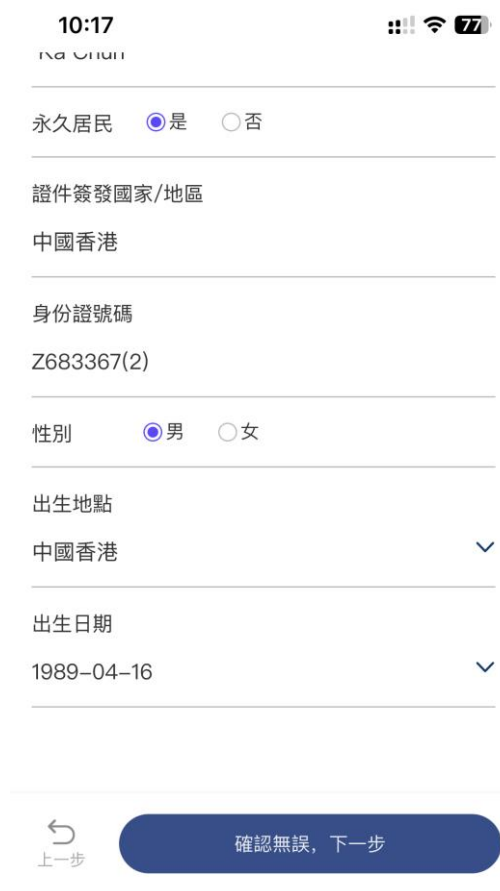 10:17
77
Ka Chun
永久居民 是 否
證件簽發國家/地區
中國香港
身份證號碼
Z683367(2)
性別 男 女
出生地點
中國香港
出生日期
1989-04-16
上一步
確認無誤，下一步